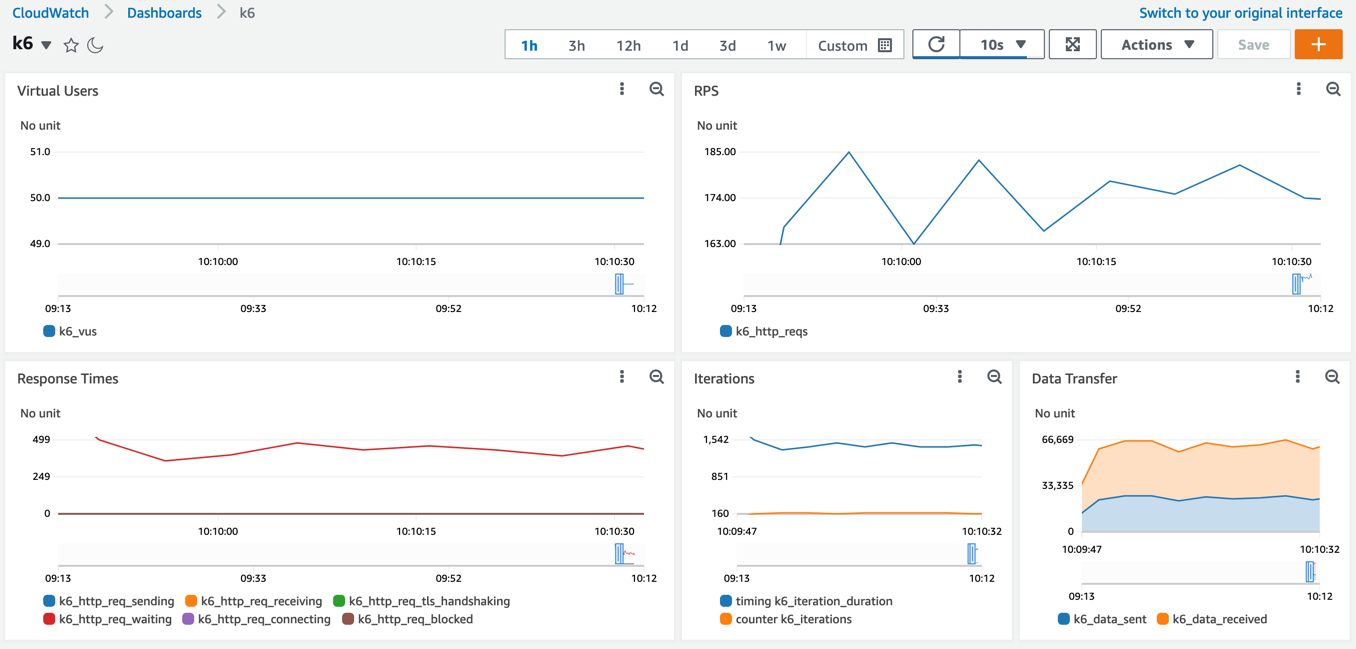 CloudWatch > Dashboards > k6
Switch to your original interface
k6
1h 3h 12h 1d 3d 1w Custom
10s
Actions
Save
+
Virtual Users
No unit
51.0
50.0
49.0
10:10:00 10:10:15 10:10:30
09:13 09:33 09:52 10:12
k6_vus
RPS
No unit
185.00
174.00
163.00
10:10:00 10:10:15 10:10:30
09:13 09:33 09:52 10:12
k6_http_reqs
Response Times
No unit
499
249
0
10:10:00 10:10:15 10:10:30
09:13 09:33 09:52 10:12
k6_http_req_sending k6_http_req_receiving k6_http_req_tls_handshaking
k6_http_req_waiting k6_http_req_connecting k6_http_req_blocked
Iterations
No unit
1,542
851
160
10:09:47 10:10:32
09:13 10:12
timing k6_iteration_duration
counter k6_iterations
Data Transfer
No unit
66,669
33,335
0
10:09:47 10:10:32
09:13 10:12
k6_data_sent k6_data_received